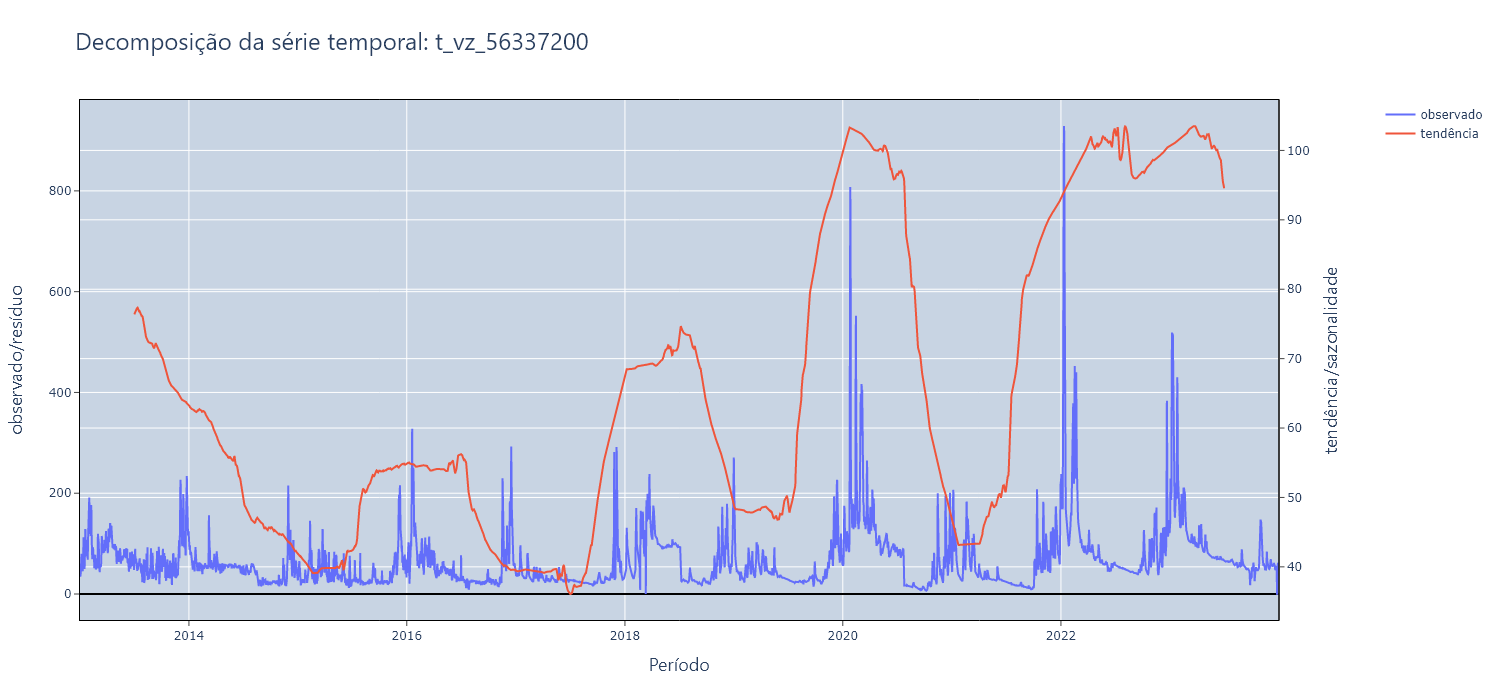 Decomposição da série temporal: t_vz_56337200
observado
tendência
observado/resíduo
800
600
400
200
0
100
90
80
70
60
50
40
tendência/sazonalidade
2014
2016
2018
2020
2022
Período